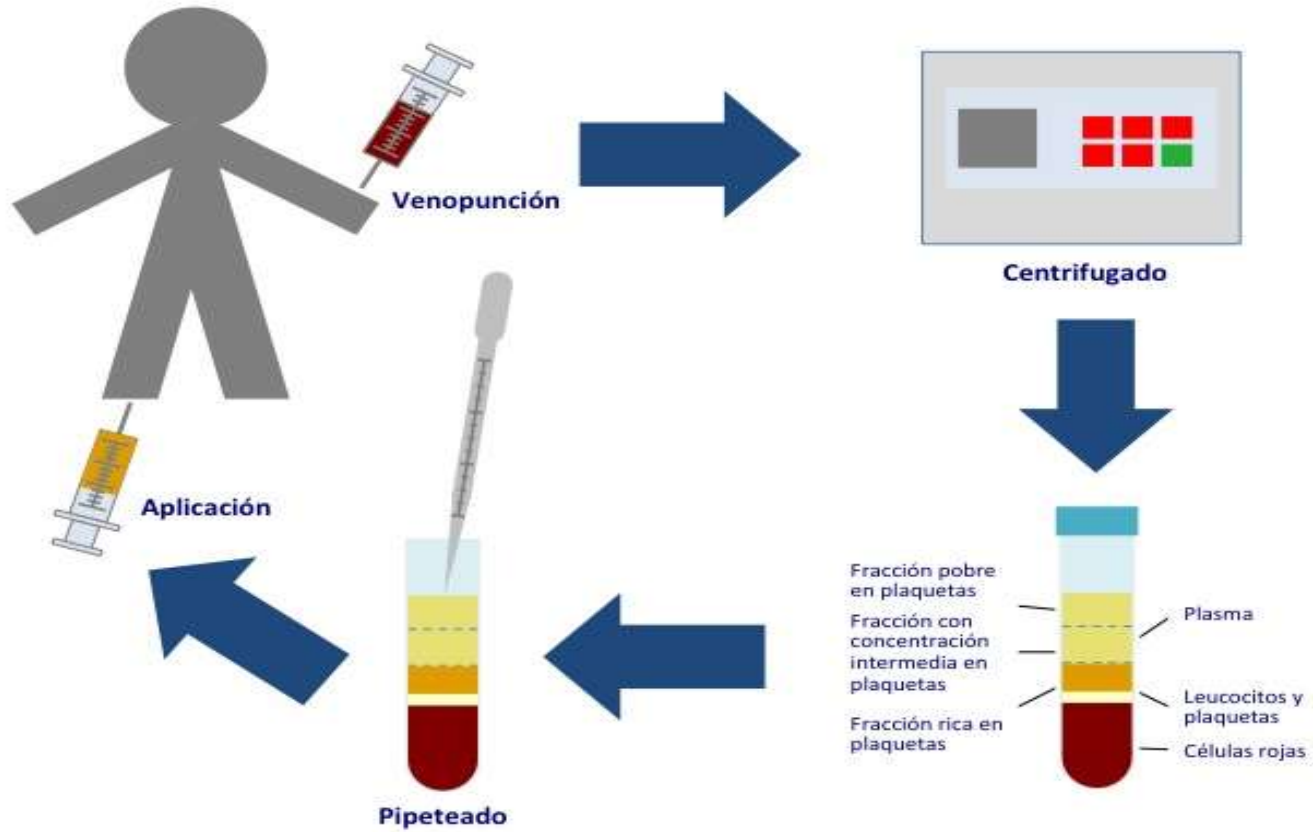 Venopunción
Centrifugado
Fracción pobre
en plaquetas
Fracción con
concentración
intermedia en
plaquetas
Fracción rica en
plaquetas
Plasma
Leucocitos y
plaquetas
Células rojas
Pipeteado
Aplicación